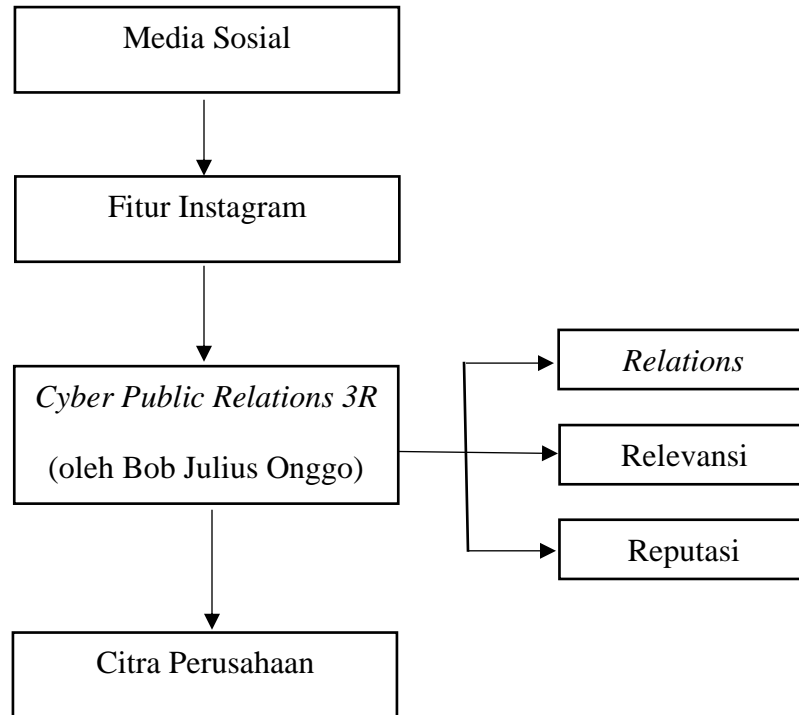 Media Sosial
Fitur Instagram
Cyber Public Relations 3R
(oleh Bob Julius Onggo)
Relations
Relevansi
Reputasi
Citra Perusahaan